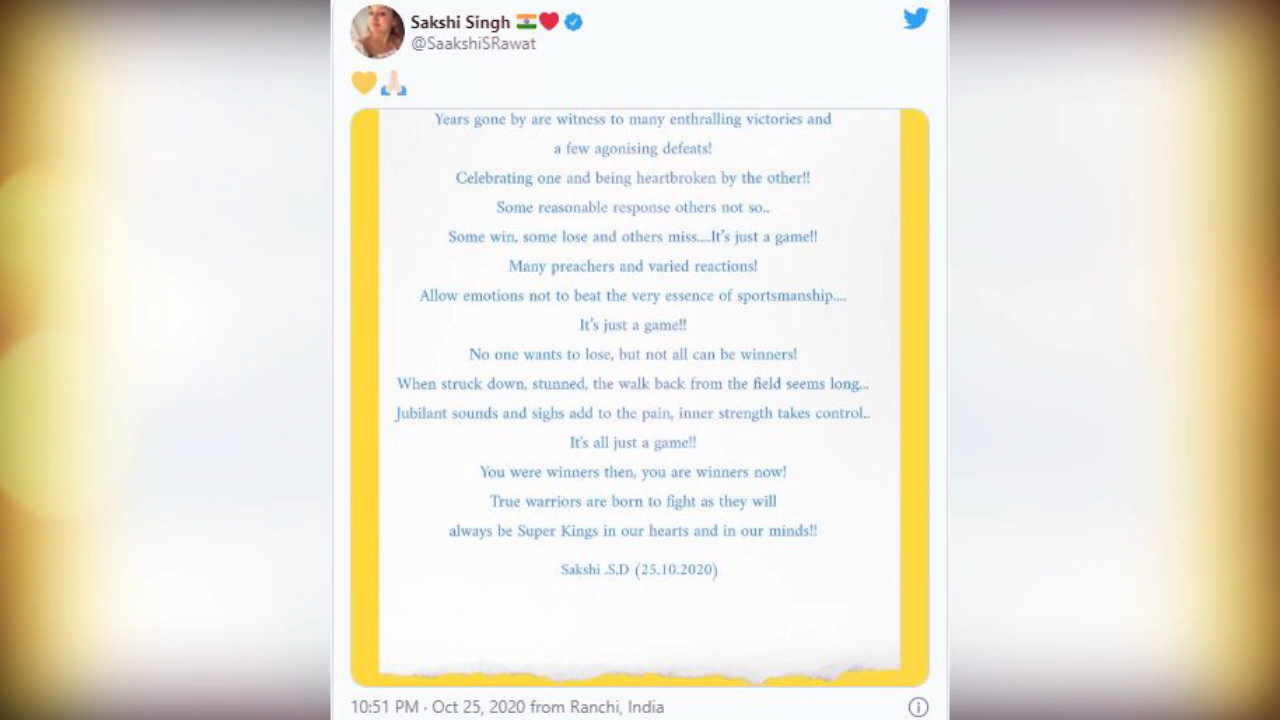 Sakshi Singh 🇮🇳❤️
@SaakshiSRawat
💛🙏🏻
Years gone by are witness to many enthralling victories and
a few agonising defeats!
Celebrating one and being heartbroken by the other!!
Some reasonable response others not so..
Some win, some lose and others miss....It's just a game!!
Many preachers and varied reactions!
Allow emotions not to beat the very essence of sportsmanship....
It's just a game!!
No one wants to lose, but not all can be winners!
When struck down, stunned, the walk back from the field seems long...
Jubilant sounds and sighs add to the pain, inner strength takes control..
It's all just a game!!
You were winners then, you are winners now!
True warriors are born to fight as they will
always be Super Kings in our hearts and in our minds!!
Sakshi .S.D (25.10.2020)
10:51 PM · Oct 25, 2020 from Ranchi, India